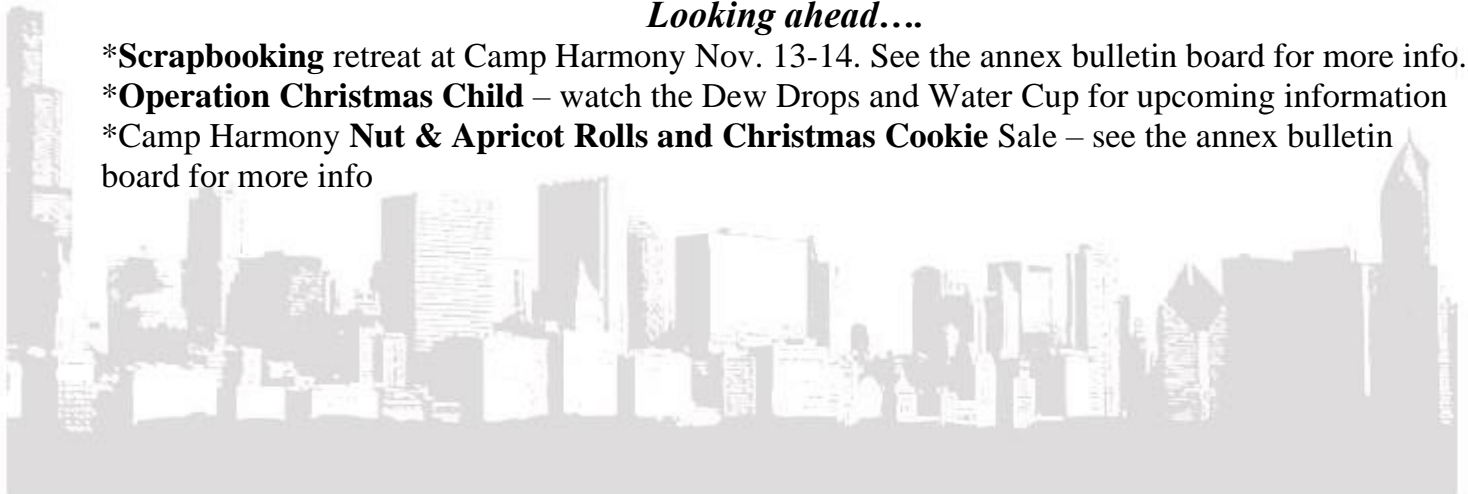 Looking ahead….
*Scrapbooking retreat at Camp Harmony Nov. 13-14. See the annex bulletin board for more info.
*Operation Christmas Child – watch the Dew Drops and Water Cup for upcoming information
*Camp Harmony Nut & Apricot Rolls and Christmas Cookie Sale – see the annex bulletin
board for more info